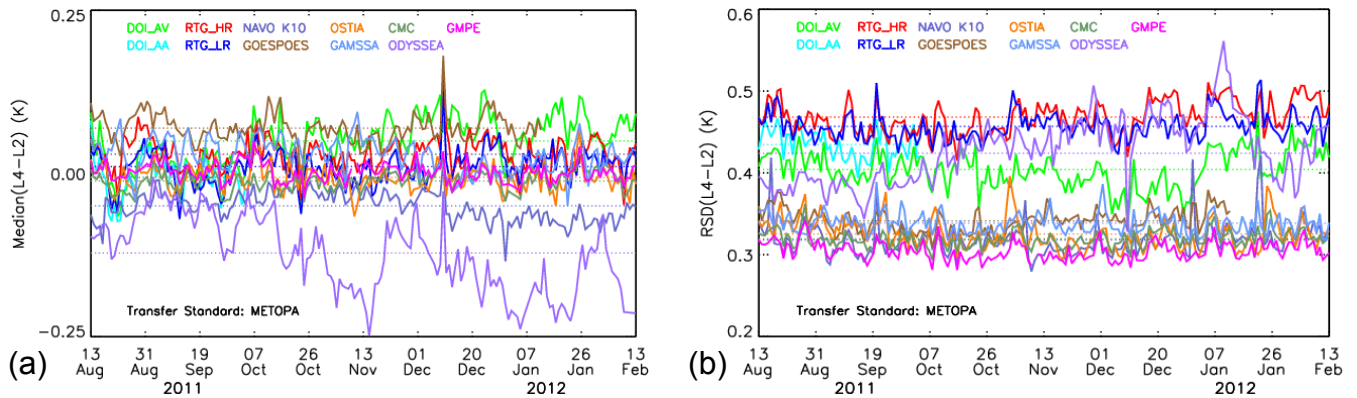 0.25
DOI_AV RTG_HR NAVO K10 OSTIA CMC GMPE
DOI_AA RTG_LR GOESPOES GAMSSA ODYSSEA
Median(L4−L2) (K)
0.00
Transfer Standard: METOPA
−0.25
13 31 19 07 26 13 01 20 07 26 13
Aug Aug Sep Oct Oct Nov Dec Dec Jan Jan Feb
2011 2012
(a)
0.6
DOI_AV RTG_HR NAVO K10 OSTIA CMC GMPE
DOI_AA RTG_LR GOESPOES GAMSSA ODYSSEA
0.5
RSD(L4−L2) (K)
0.4
0.3
Transfer Standard: METOPA
0.2
13 31 19 07 26 13 01 20 07 26 13
Aug Aug Sep Oct Oct Nov Dec Dec Jan Jan Feb
2011 2012
(b)